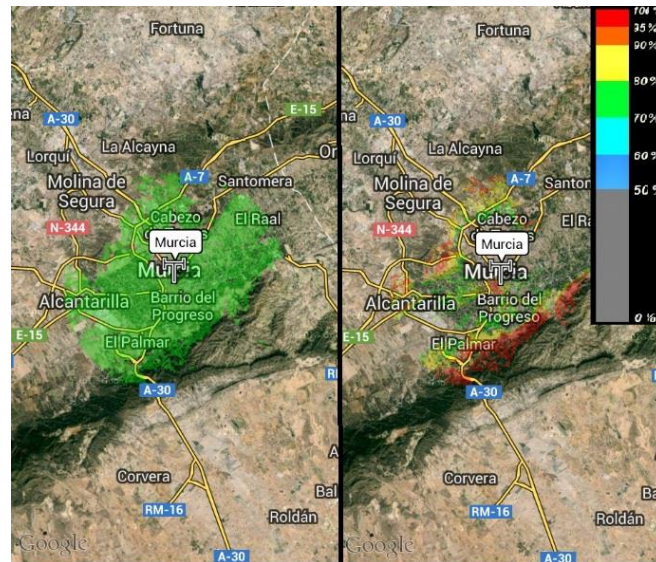 Fortuna
E-15
A-30
La Alcayna
Lorquí
A-7
Molina de
Segura
Santomera
N-344
Cabezo
El Raal
Murcia
Murcia
Alcantarilla
Barrio del
Progreso
E-15
El Palmar
A-30
Corvera
RM-16
Roldán
Google
A-30
Fortuna
A-30
La Alcayna
Lorquí
A-7
Molina de
Segura
Santon
N-344
Cabezo
El Ra
Murcia
Murcia
Alcantarilla
Barrio del
Progreso
E-15
El Palmar
A-30
Corvera
RM-16
Roldán
Google
A-30
95 %
90 %
80 %
70 %
60 %
50 %
0 %